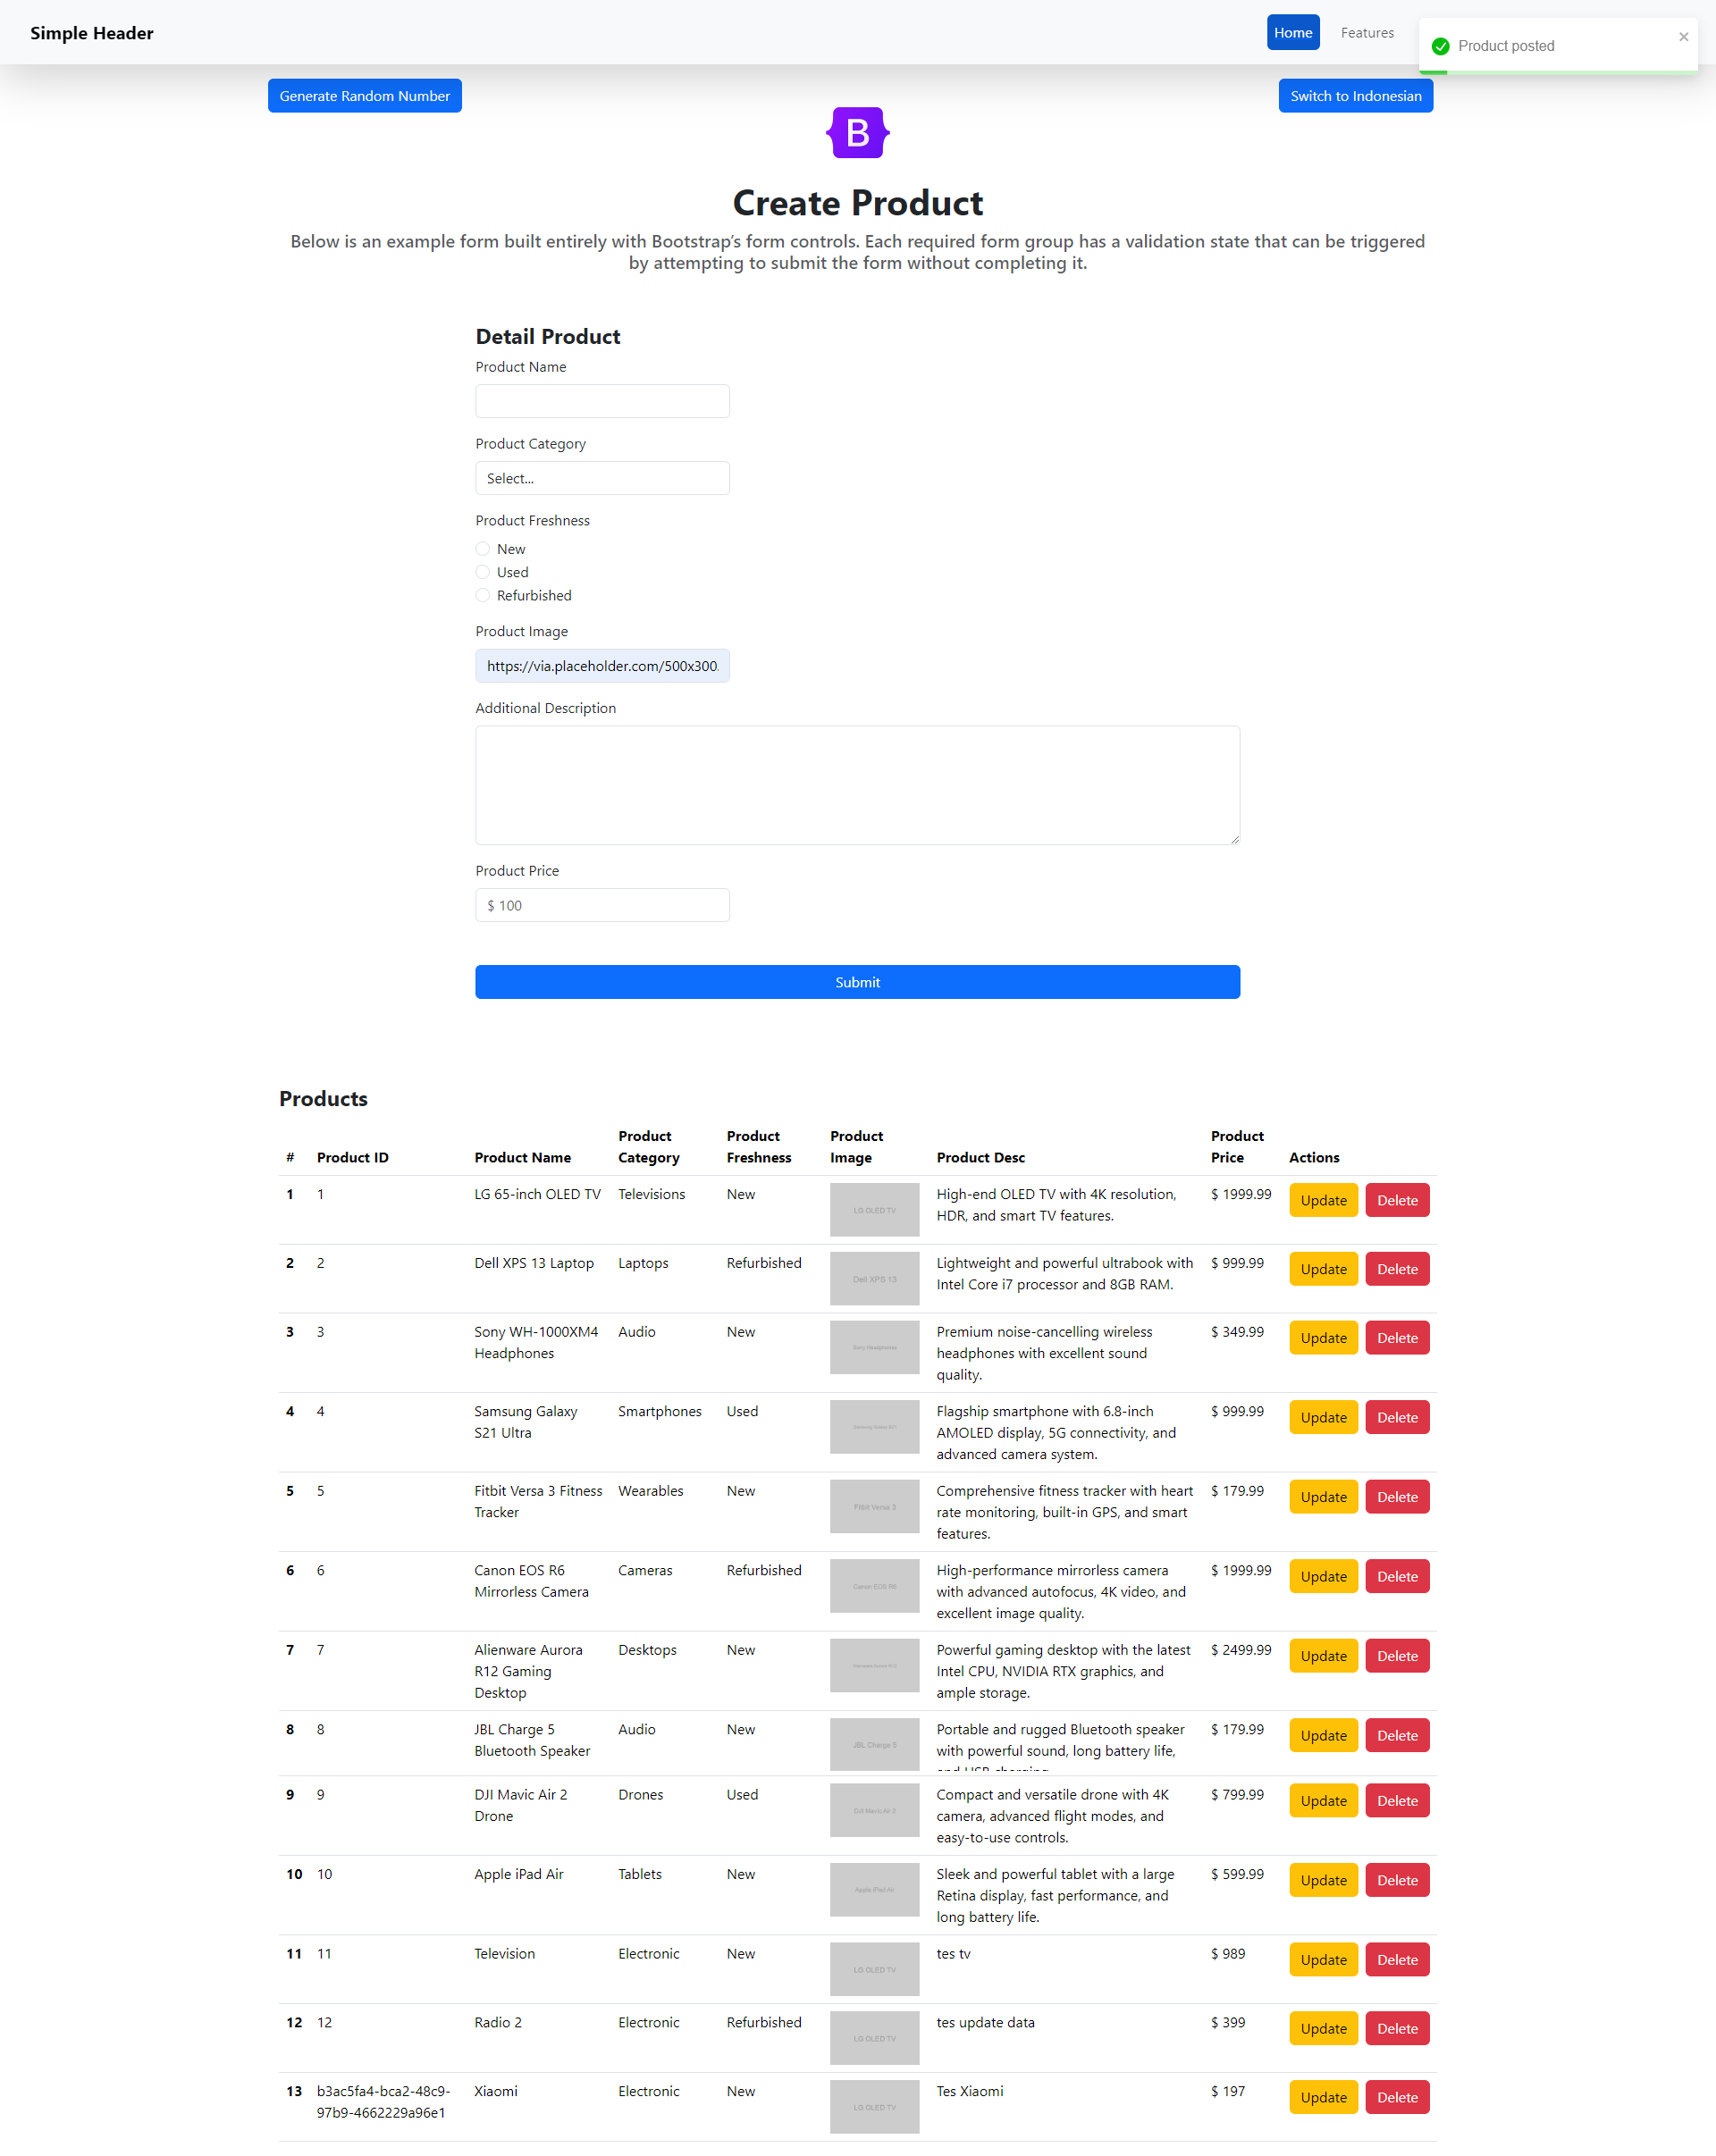 Simple Header
Home
Features
Product posted
Generate Random Number
Switch to Indonesian
B
Create Product
Below is an example form built entirely with Bootstrap’s form controls. Each required form group has a validation state that can be triggered
by attempting to submit the form without completing it.
Detail Product
Product Name
Product Category
Select...
Product Freshness
New
Used
Refurbished
Product Image
https://via.placeholder.com/500x300.
Additional Description
Product Price
$ 100
Submit
Products
# Product ID Product Name Product Category Product Freshness Product Image Product Desc Product Price Actions
1 1 LG 65-inch OLED TV Televisions New LG OLED TV High-end OLED TV with 4K resolution, $ 1999.99 Update Delete
HDR, and smart TV features.
2 2 Dell XPS 13 Laptop Laptops Refurbished Dell XPS 13 Lightweight and powerful ultrabook with $ 999.99 Update Delete
Intel Core i7 processor and 8GB RAM.
3 3 Sony WH-1000XM4 Audio New Sony Headphones Premium noise-cancelling wireless $ 349.99 Update Delete
Headphones headphones with excellent sound
quality.
4 4 Samsung Galaxy Smartphones Used Samsung Galaxy S21 Flagship smartphone with 6.8-inch $ 999.99 Update Delete
S21 Ultra AMOLED display, 5G connectivity, and
advanced camera system.
5 5 Fitbit Versa 3 Fitness Wearables New Fitbit Versa 3 Comprehensive fitness tracker with heart $ 179.99 Update Delete
Tracker rate monitoring, built-in GPS, and smart
features.
6 6 Canon EOS R6 Cameras Refurbished Canon EOS R6 High-performance mirrorless camera $ 1999.99 Update Delete
Mirrorless Camera with advanced autofocus, 4K video, and
excellent image quality.
7 7 Alienware Aurora Desktops New Alienware Aurora R12 Powerful gaming desktop with the latest $ 2499.99 Update Delete
R12 Gaming Intel CPU, NVIDIA RTX graphics, and
Desktop ample storage.
8 8 JBL Charge 5 Audio New JBL Charge 5 Portable and rugged Bluetooth speaker $ 179.99 Update Delete
Bluetooth Speaker with powerful sound, long battery life,
and USB charging.
9 9 DJI Mavic Air 2 Drones Used DJI Mavic Air 2 Compact and versatile drone with 4K $ 799.99 Update Delete
Drone camera, advanced flight modes, and
easy-to-use controls.
10 10 Apple iPad Air Tablets New Apple iPad Air Sleek and powerful tablet with a large $ 599.99 Update Delete
Retina display, fast performance, and
long battery life.
11 11 Television Electronic New LG OLED TV tes tv $ 989 Update Delete
12 12 Radio 2 Electronic Refurbished LG OLED TV tes update data $ 399 Update Delete
13 b3ac5fa4-bca2-48c9- Xiaomi Electronic New LG OLED TV Tes Xiaomi $ 197 Update Delete
97b9-4662229a96e1